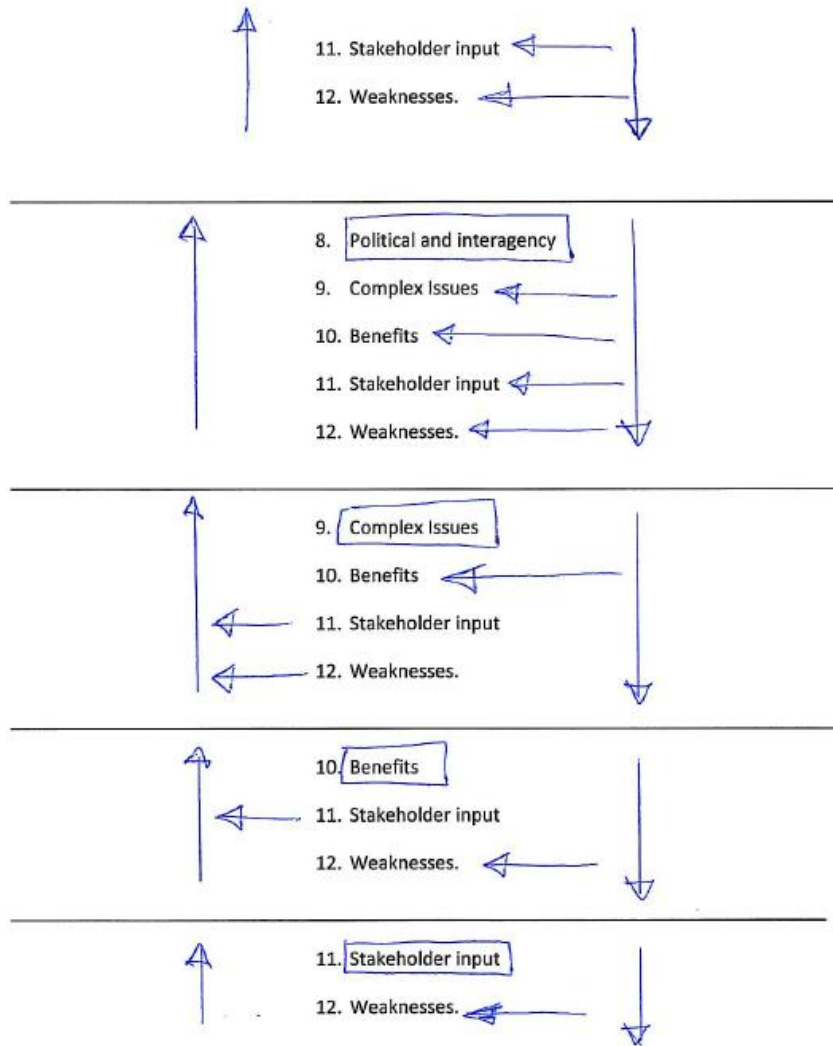 11. Stakeholder input
12. Weaknesses.
8. Political and interagency
9. Complex Issues
10. Benefits
11. Stakeholder input
12. Weaknesses.
9. Complex Issues
10. Benefits
11. Stakeholder input
12. Weaknesses.
10. Benefits
11. Stakeholder input
12. Weaknesses.
11. Stakeholder input
12. Weaknesses.